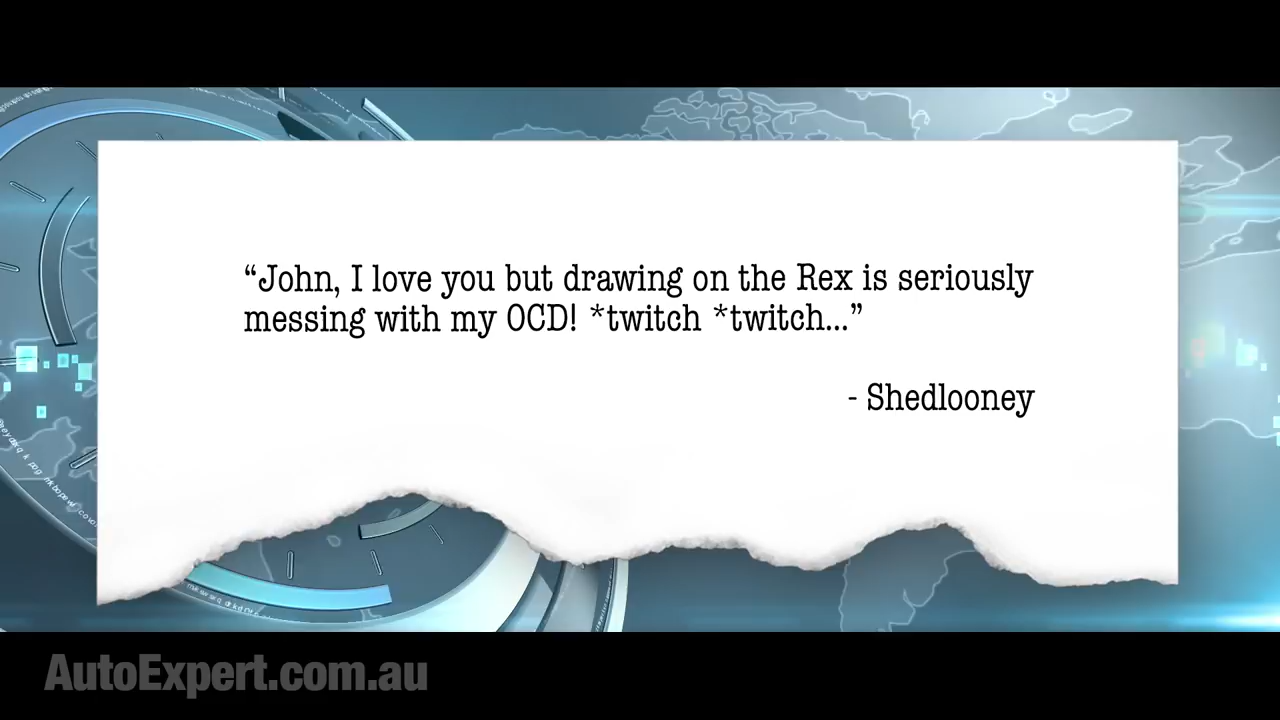 “John, I love you but drawing on the Rex is seriously
messing with my OCD! *twitch *twitch...”
- Shedlooney
AutoExpert.com.au